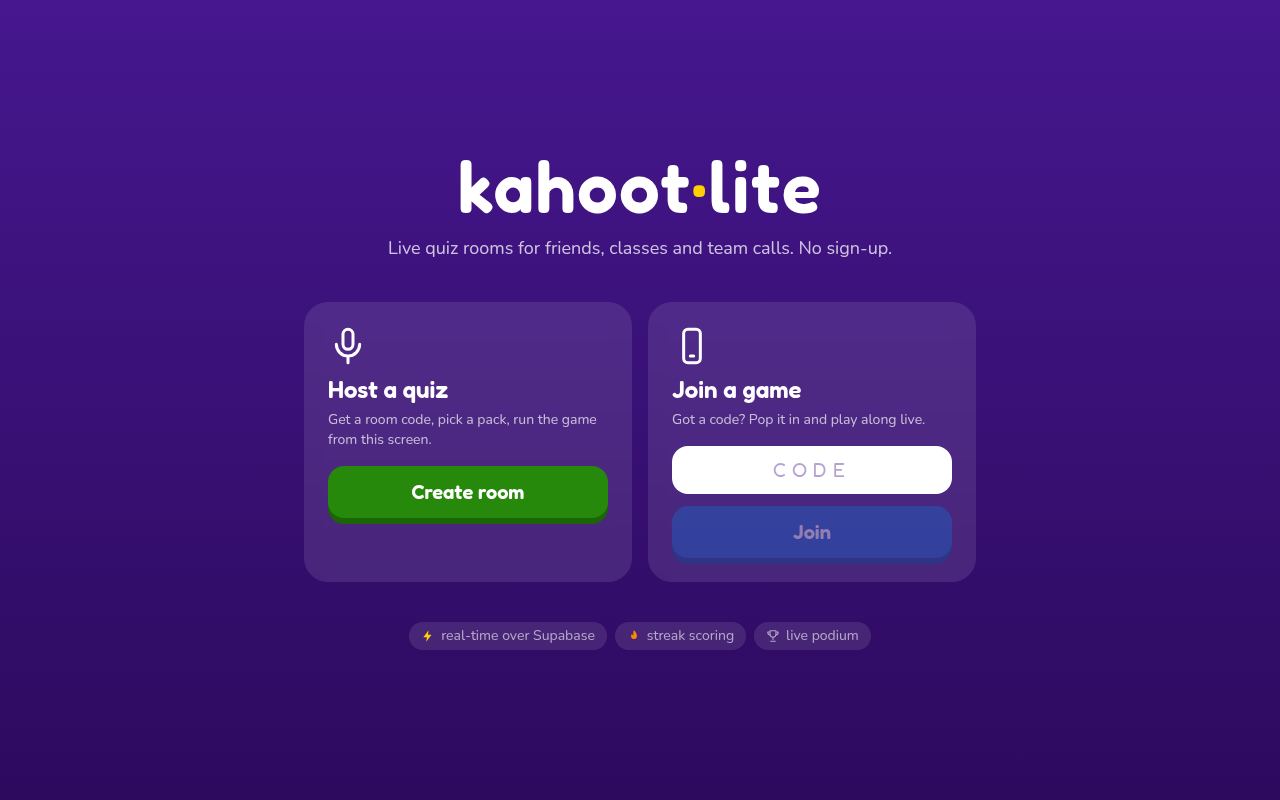 kahoot·lite
Live quiz rooms for friends, classes and team calls. No sign-up.
Host a quiz
Get a room code, pick a pack, run the game
from this screen.
Create room
Join a game
Got a code? Pop it in and play along live.
CODE
Join
real-time over Supabase
streak scoring
live podium